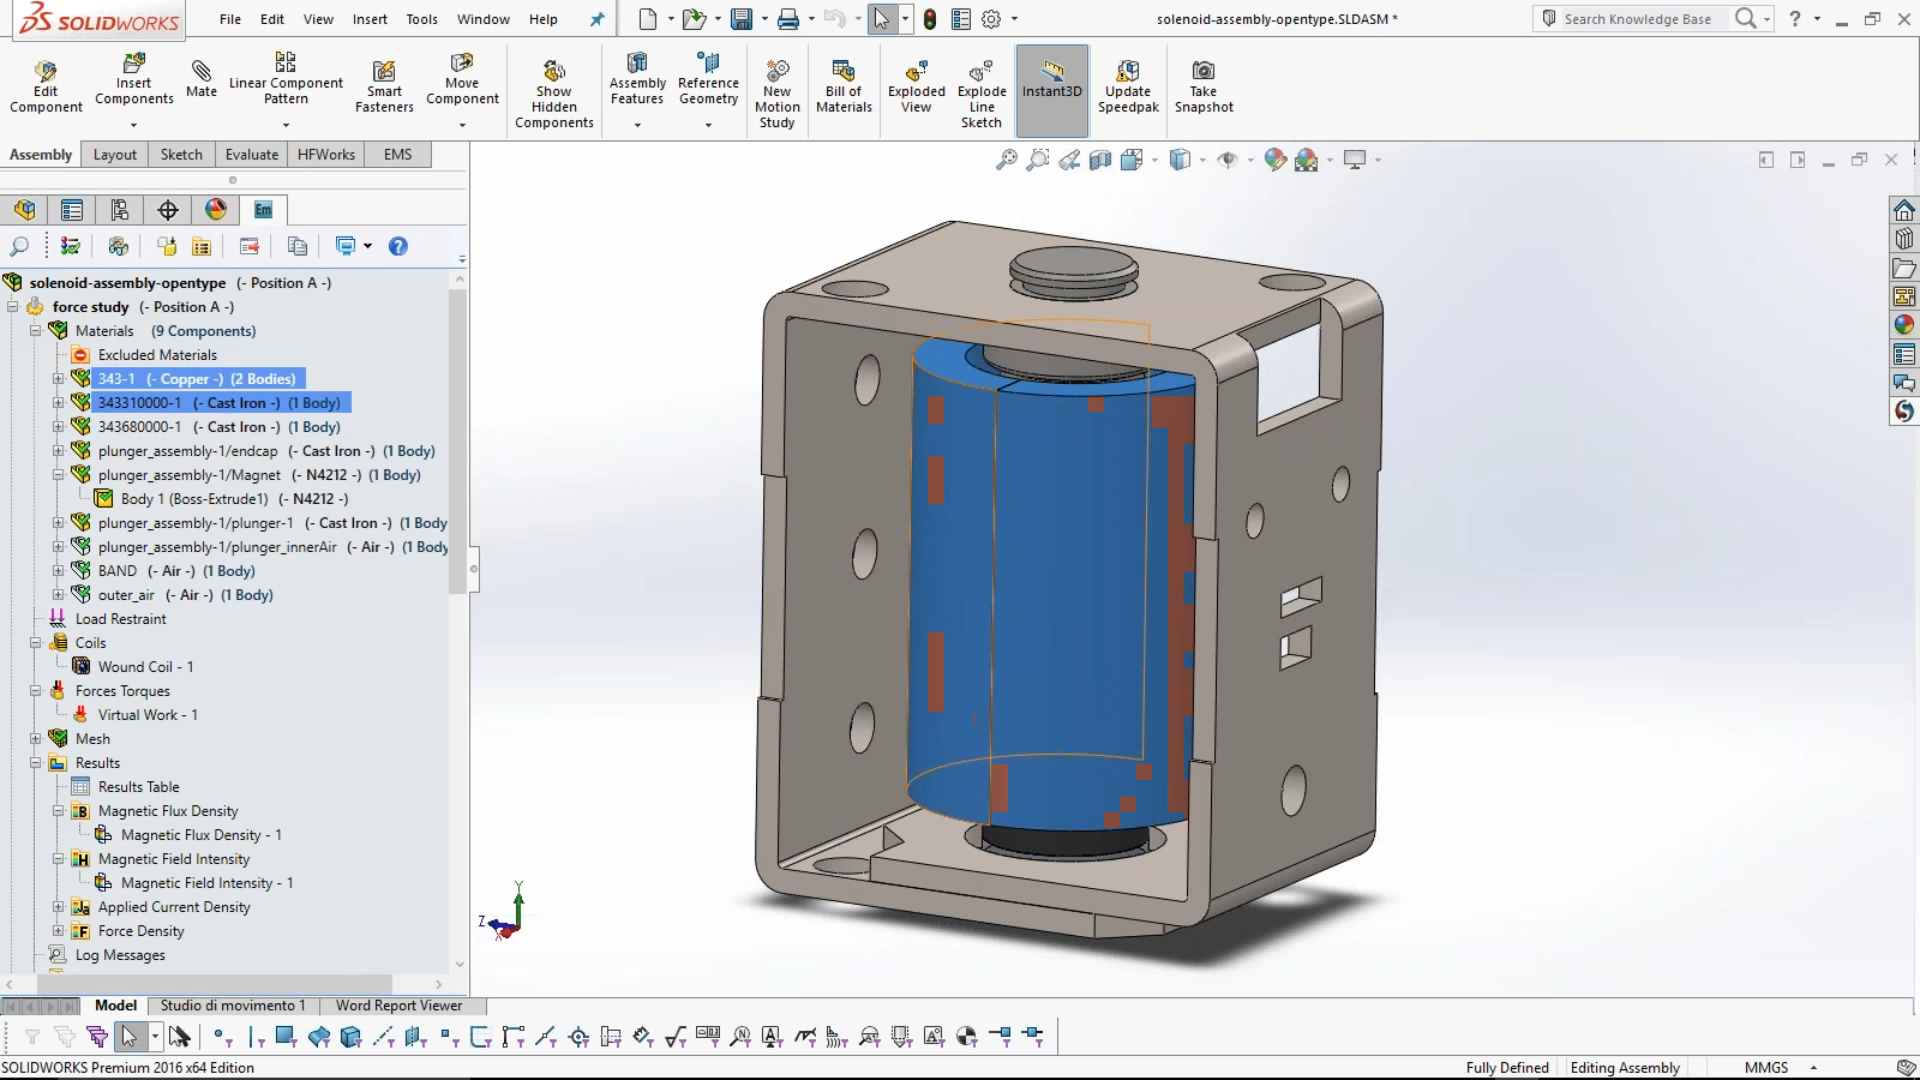 SOLIDWORKS
File Edit View Insert Tools Window Help
solenoid-assembly-opentype.SLDASM *
Search Knowledge Base
?
Edit Component
Insert Components
Mate
Linear Component Pattern
Smart Fasteners
Move Component
Show Hidden Components
Assembly Features
Reference Geometry
New Motion Study
Bill of Materials
Exploded View
Explode Line Sketch
Instant3D
Update Speedpak
Take Snapshot
Assembly Layout Sketch Evaluate HFWorks EMS
Em
solenoid-assembly-opentype (- Position A -)
force study (- Position A -)
Materials (9 Components)
Excluded Materials
343-1 (- Copper -) (2 Bodies)
343310000-1 (- Cast Iron -) (1 Body)
343680000-1 (- Cast Iron -) (1 Body)
plunger_assembly-1/endcap (- Cast Iron -) (1 Body)
plunger_assembly-1/Magnet (- N4212 -) (1 Body)
Body 1 (Boss-Extrude1) (- N4212 -)
plunger_assembly-1/plunger-1 (- Cast Iron -) (1 Body
plunger_assembly-1/plunger_innerAir (- Air -) (1 Body
BAND (- Air -) (1 Body)
outer_air (- Air -) (1 Body)
Load Restraint
Coils
Wound Coil - 1
Forces Torques
Virtual Work - 1
Mesh
Results
Results Table
Magnetic Flux Density
Magnetic Flux Density - 1
Magnetic Field Intensity
Magnetic Field Intensity - 1
Applied Current Density
Force Density
Log Messages
Y
Z
X
Model Studio di movimento 1 Word Report Viewer
SOLIDWORKS Premium 2016 x64 Edition
Fully Defined Editing Assembly MMGS